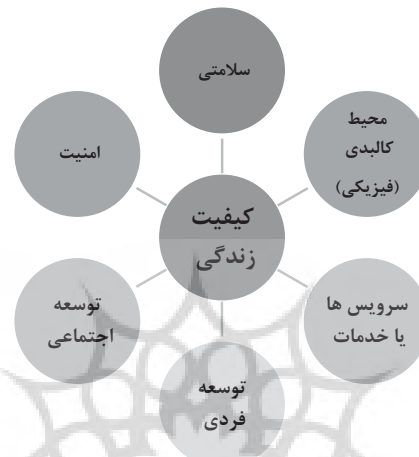 سلامتی
محیط
کالبدی
(فیزیکی)
امنیت
کیفیت
زندگی
سرویس ها
یا خدمات
توسعه
اجتماعی
توسعه
فردی